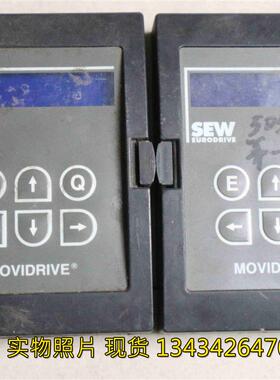 SEW
EURODRIVE
Q
E
MOVIDRIVE®
MOVID
实物照片 现货 1343426470